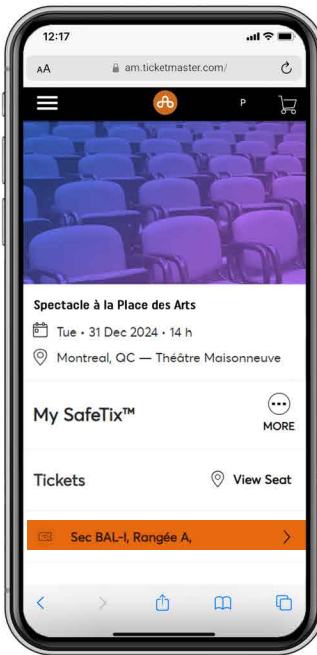 12:17
AA am.ticketmaster.com/
P
Spectacle à la Place des Arts
Tue • 31 Dec 2024 • 14 h
Montreal, QC — Théâtre Maisonneuve
My SafeTix™
MORE
Tickets View Seat
Sec BAL-I, Rangée A,